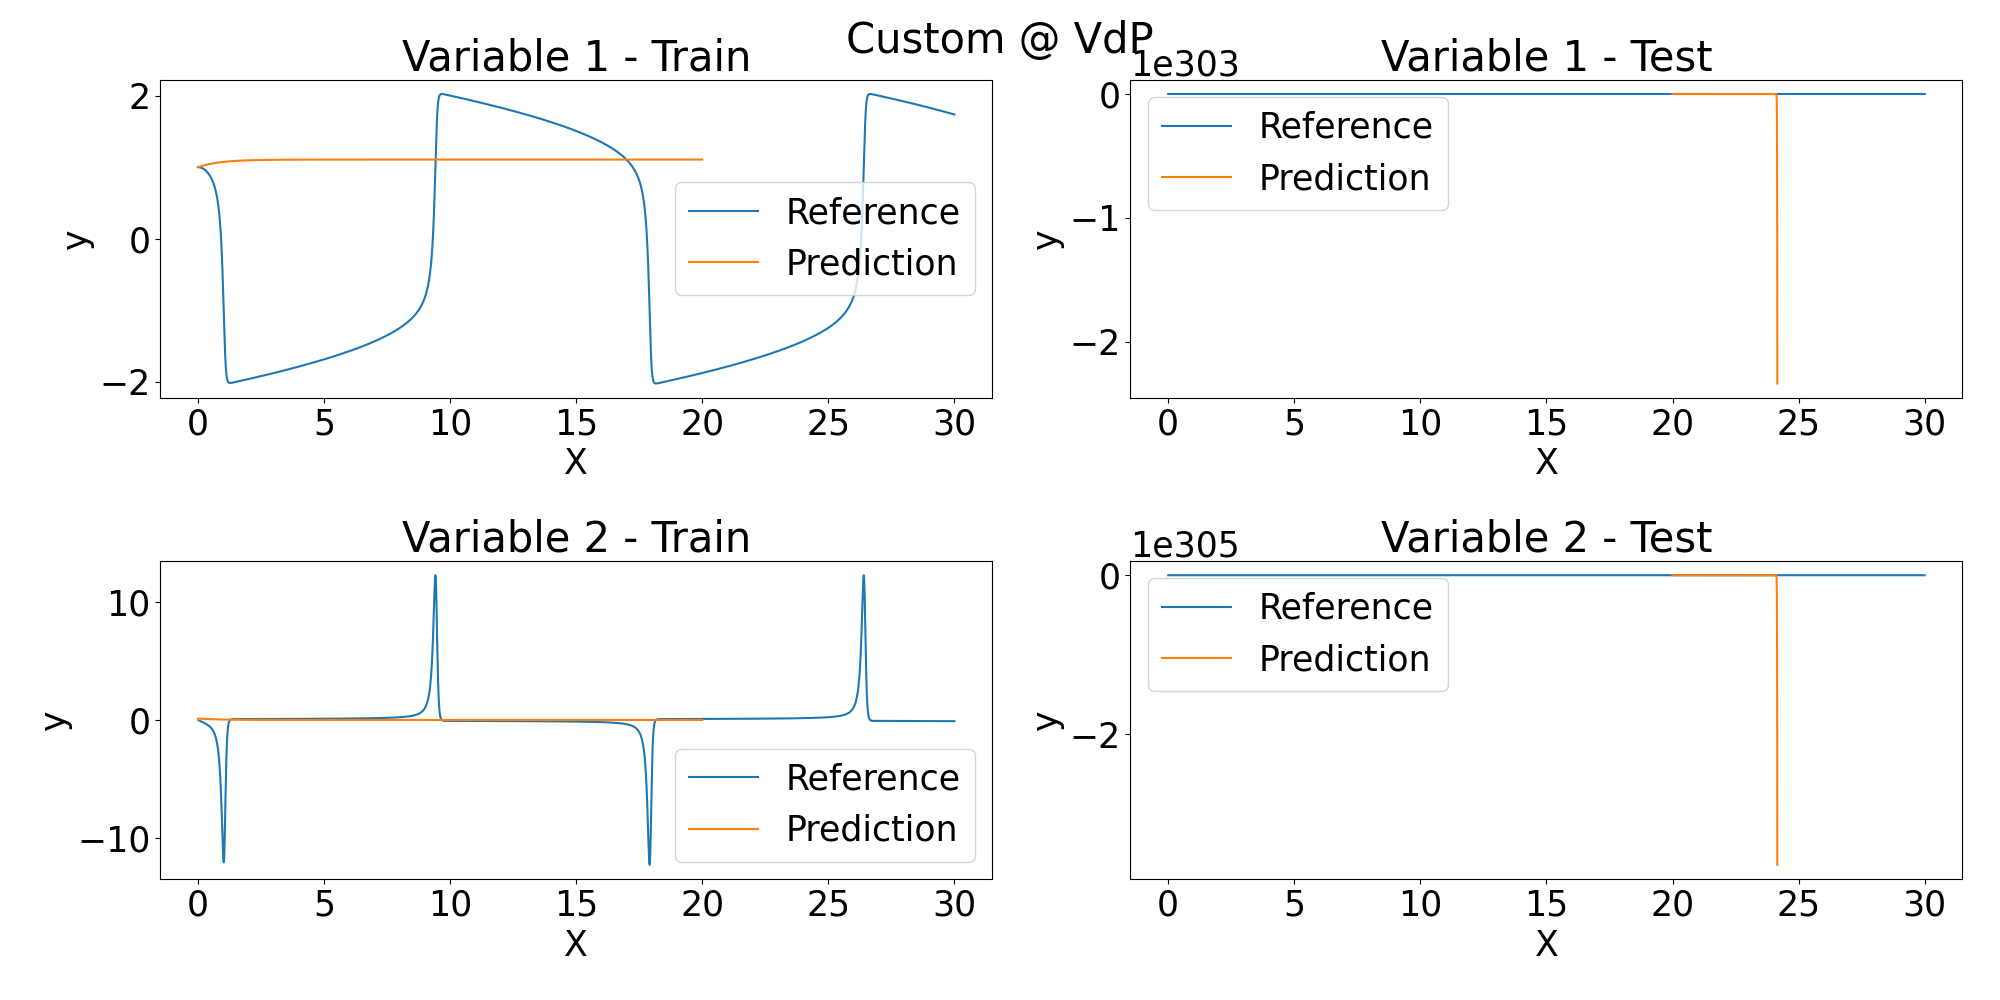 Custom @ VdP
Variable 1 - Train
2
0
−2
y
0 5 10 15 20 25 30
X
Reference
Prediction
Variable 1 - Test
1e303
0
−1
−2
y
0 5 10 15 20 25 30
X
Reference
Prediction
Variable 2 - Train
10
0
−10
y
0 5 10 15 20 25 30
X
Reference
Prediction
Variable 2 - Test
1e305
0
−2
y
0 5 10 15 20 25 30
X
Reference
Prediction